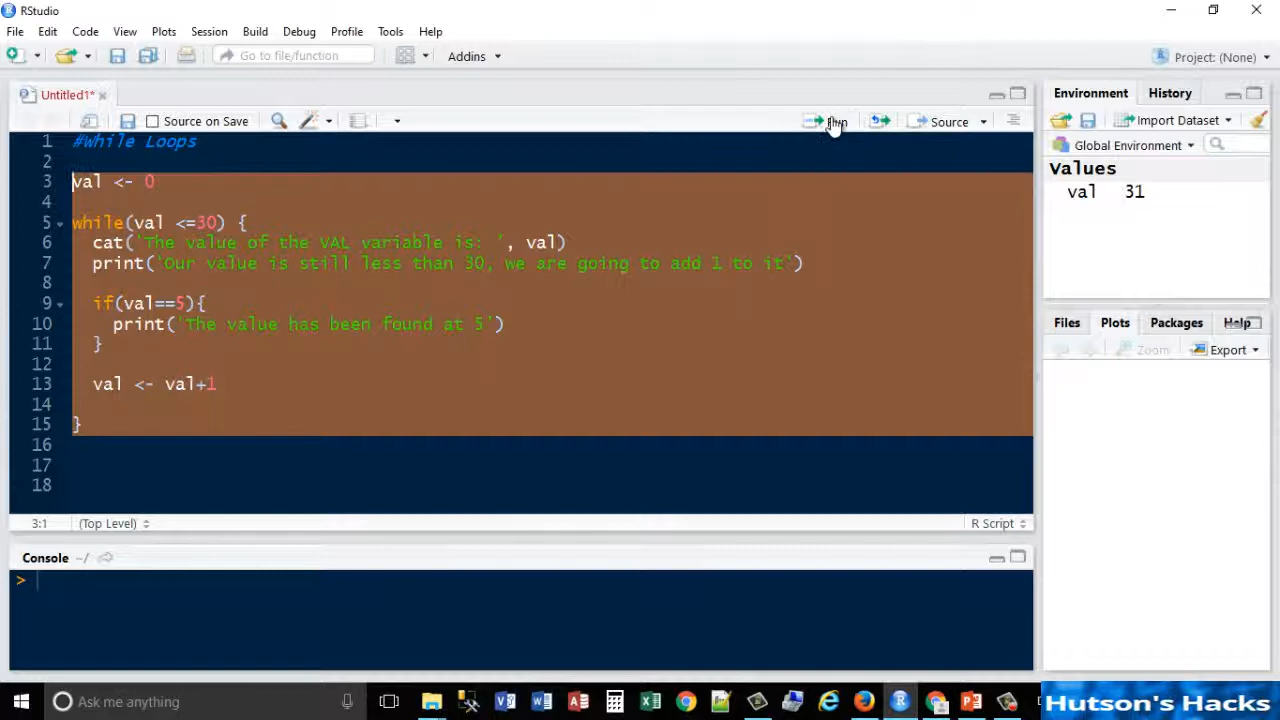 RStudio
File Edit Code View Plots Session Build Debug Profile Tools Help
Go to file/function Addins Project: (None)
Untitled1*
Source on Save Run Source
1 #While Loops
2
3 val <- 0
4
5 while(val <=30) {
6 cat('The value of the VAL variable is: ', val)
7 print('Our value is still less than 30, we are going to add 1 to it')
8
9 if(val==5){
10 print('The value has been found at 5')
11 }
12
13 val <- val+1
14
15 }
16
17
18
3:1 (Top Level) R Script
Console ~/
>
Environment History
Import Dataset
Global Environment
Values
val 31
Files Plots Packages Help
Zoom Export
Ask me anything
Hutson's Hacks